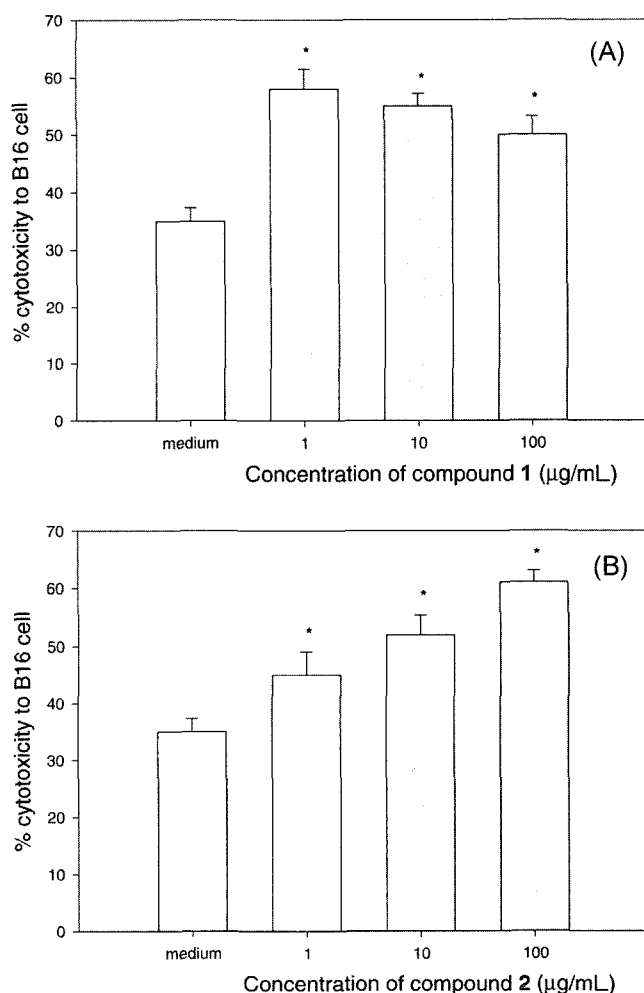 (A)
% cytotoxicity to B16 cell
70
60
50
40
30
20
10
0
* * *
medium 1 10 100
Concentration of compound 1 (μg/mL)
(B)
% cytotoxicity to B16 cell
70
60
50
40
30
20
10
0
* * *
medium 1 10 100
Concentration of compound 2 (μg/mL)